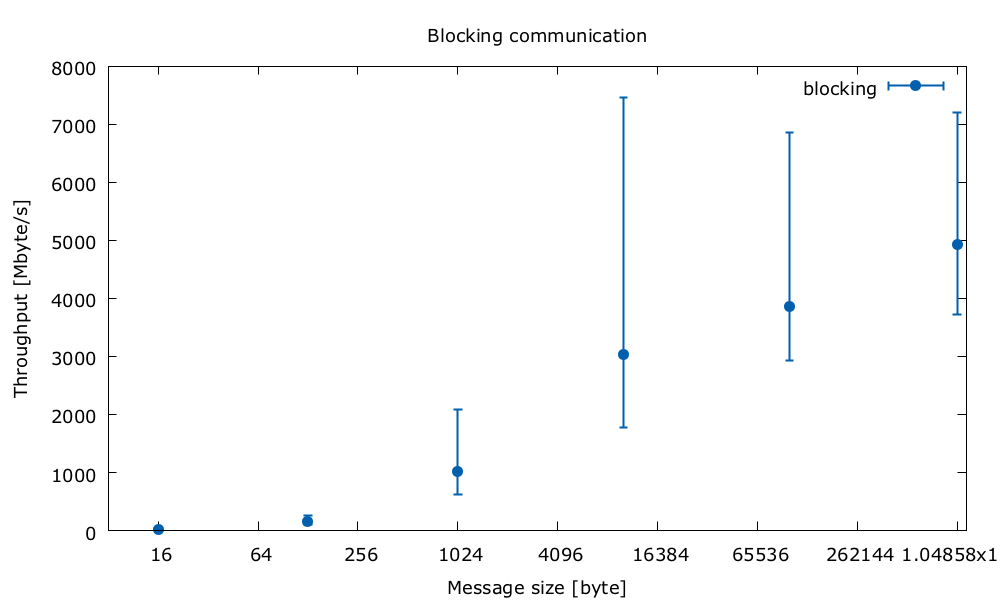 Blocking communication
blocking
8000
7000
6000
5000
4000
3000
2000
1000
0
Throughput [Mbyte/s]
16 64 256 1024 4096 16384 65536 262144 1.04858x1
Message size [byte]